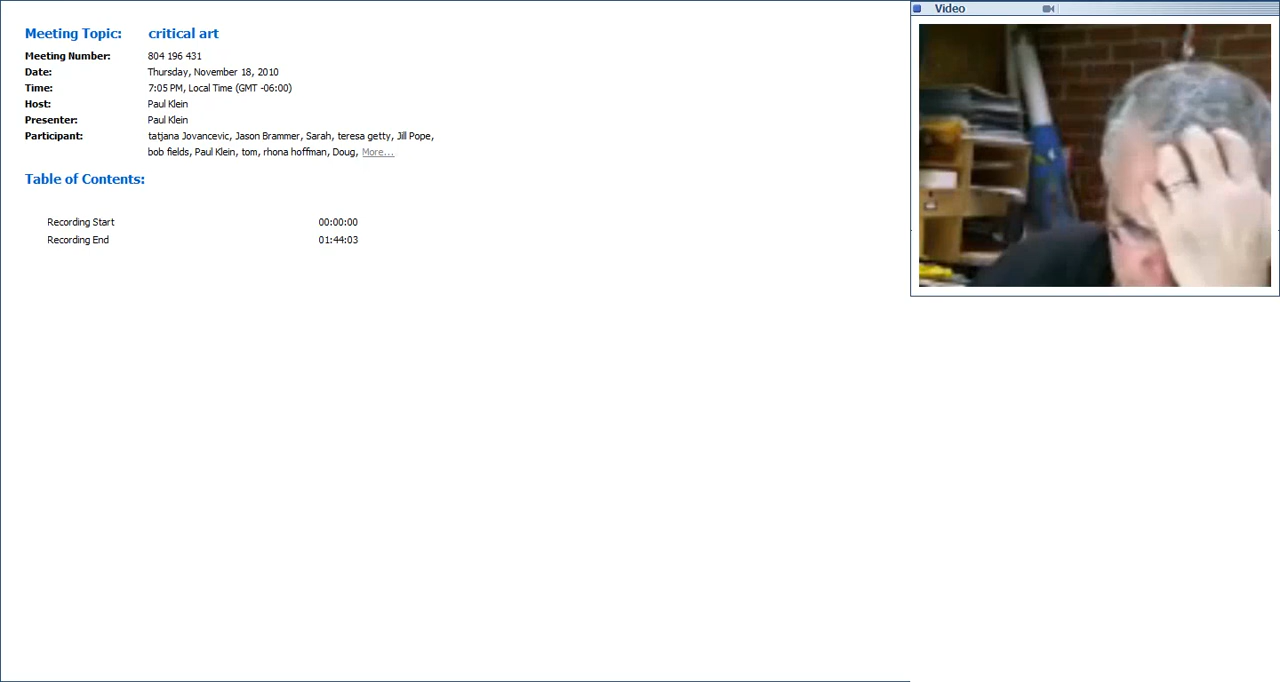 Video
Meeting Topic: critical art
Meeting Number: 804 196 431
Date: Thursday, November 18, 2010
Time: 7:05 PM, Local Time (GMT -06:00)
Host: Paul Klein
Presenter: Paul Klein
Participant: tatjana Jovancevic, Jason Brammer, Sarah, teresa getty, Jill Pope,
bob fields, Paul Klein, tom, rhona hoffman, Doug, More...
Table of Contents:
Recording Start 00:00:00
Recording End 01:44:03